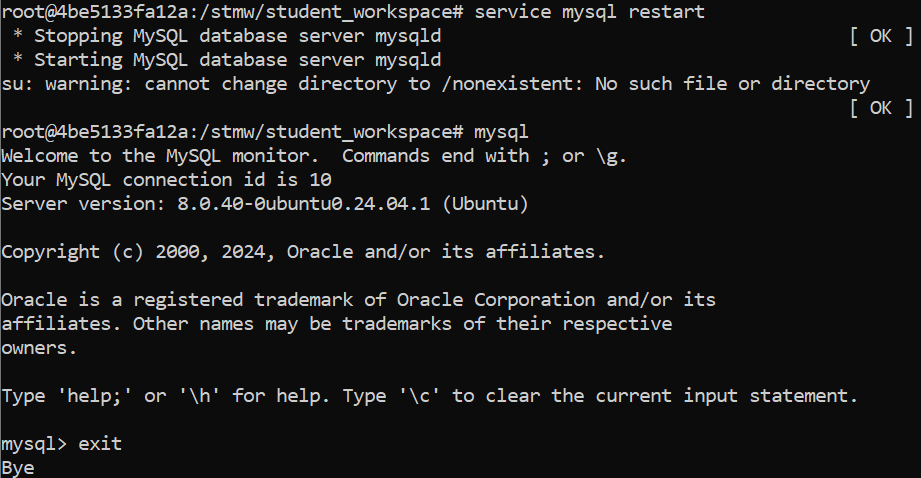 root@4be5133fa12a:/stmw/student_workspace# service mysql restart
 * Stopping MySQL database server mysqld [ OK ]
 * Starting MySQL database server mysqld
su: warning: cannot change directory to /nonexistent: No such file or directory
[ OK ]
root@4be5133fa12a:/stmw/student_workspace# mysql
Welcome to the MySQL monitor.  Commands end with ; or \g.
Your MySQL connection id is 10
Server version: 8.0.40-0ubuntu0.24.04.1 (Ubuntu)

Copyright (c) 2000, 2024, Oracle and/or its affiliates.

Oracle is a registered trademark of Oracle Corporation and/or its
affiliates. Other names may be trademarks of their respective
owners.

Type 'help;' or '\h' for help. Type '\c' to clear the current input statement.

mysql> exit
Bye